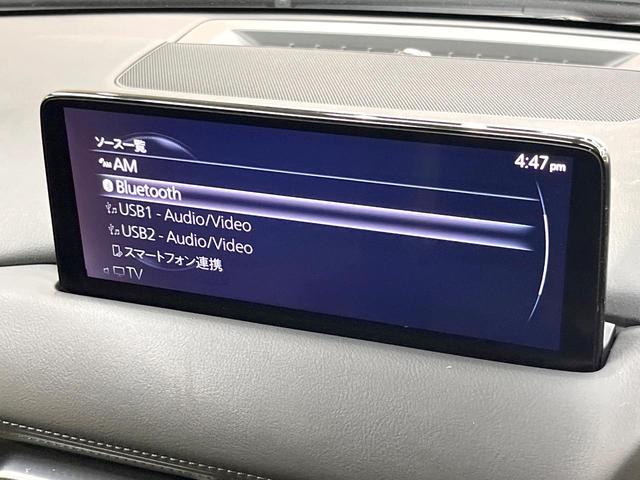 ソース一覧
4:47 pm
AM
Bluetooth
USB1 - Audio/Video
USB2 - Audio/Video
スマートフォン連携
TV